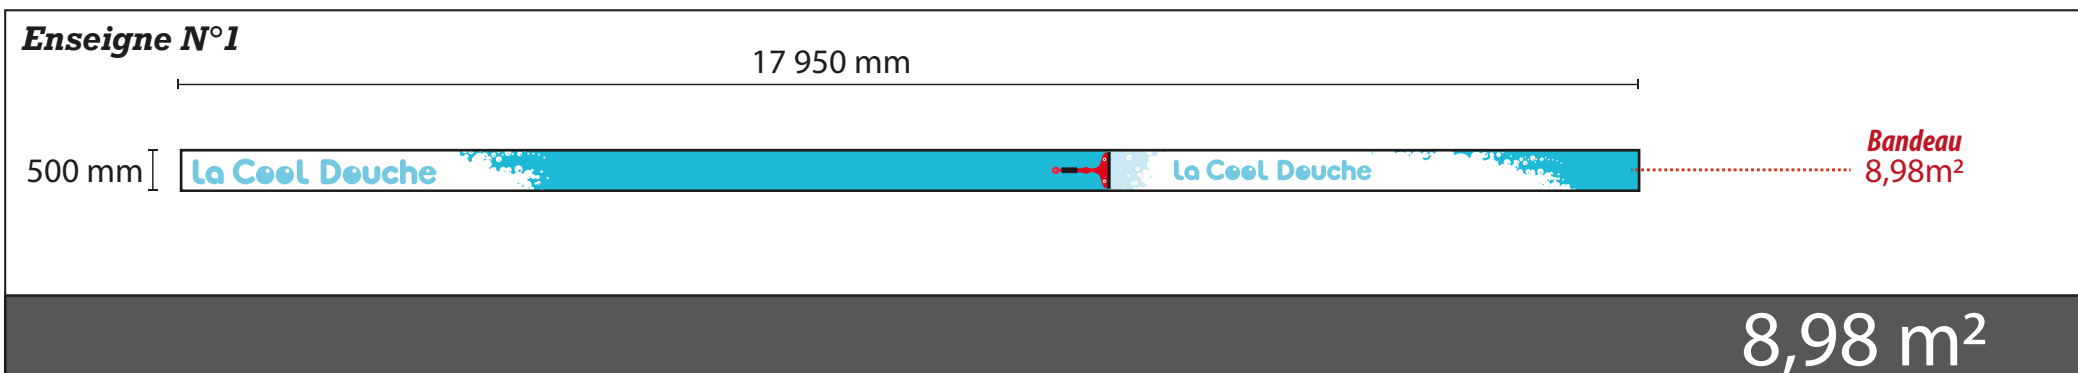 Enseigne N°1
17 950 mm
500 mm
la Cool Douche
la Cool Douche
Bandeau
8,98m²
8,98 m²